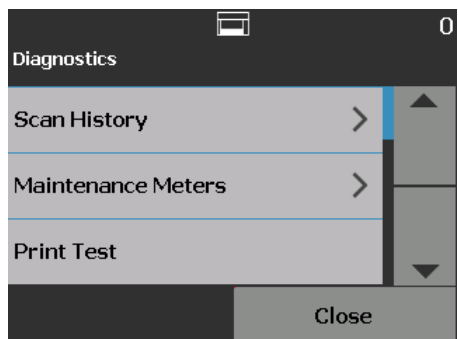 0
Diagnostics
Scan History
Maintenance Meters
Print Test
Close